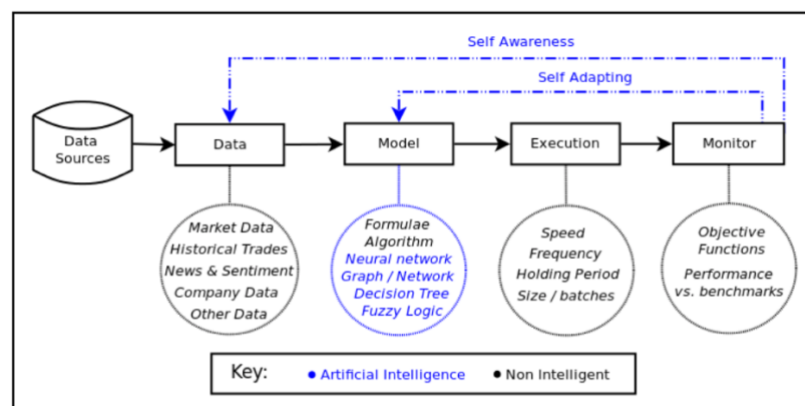 Self Awareness
Self Adapting
Data
Sources
Data
Model
Execution
Monitor
Market Data
Historical Trades
News & Sentiment
Company Data
Other Data
Formulae
Algorithm
Neural network
Graph / Network
Decision Tree
Fuzzy Logic
Speed
Frequency
Holding Period
Size / batches
Objective
Functions
Performance
vs. benchmarks
Key: • Artificial Intelligence • Non Intelligent